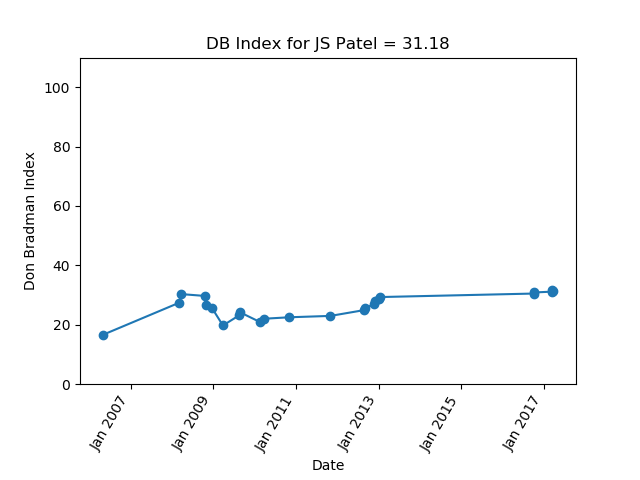 DB Index for JS Patel = 31.18
100
80
60
40
20
0
Don Bradman Index
Jan 2007
Jan 2009
Jan 2011
Jan 2013
Jan 2015
Jan 2017
Date